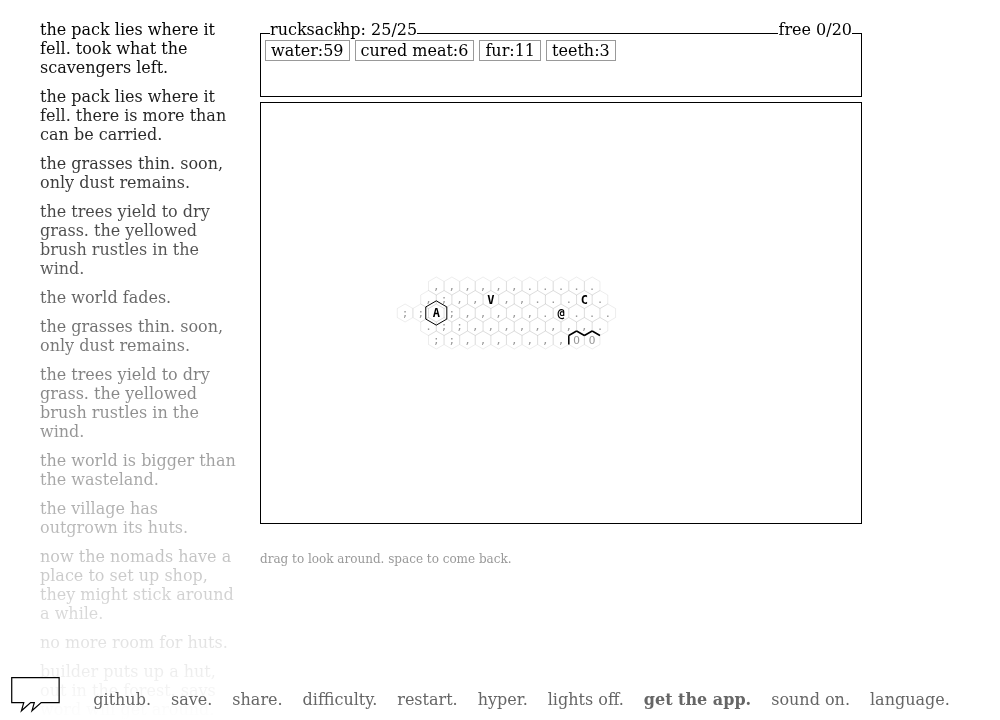 the pack lies where it
fell. took what the
scavengers left.
the pack lies where it
fell. there is more than
can be carried.
the grasses thin. soon,
only dust remains.
the trees yield to dry
grass. the yellowed
brush rustles in the
wind.
the world fades.
the grasses thin. soon,
only dust remains.
the trees yield to dry
grass. the yellowed
brush rustles in the
wind.
the world is bigger than
the wasteland.
the village has
outgrown its huts.
now the nomads have a
place to set up shop,
they might stick around
a while.
no more room for huts.
builder puts up a hut,
out in the forest. says
rucksack
hp: 25/25
free 0/20
water:59 cured meat:6 fur:11 teeth:3
V C
A @
O O
drag to look around. space to come back.
github. save. share. difficulty. restart. hyper. lights off. get the app. sound on. language.